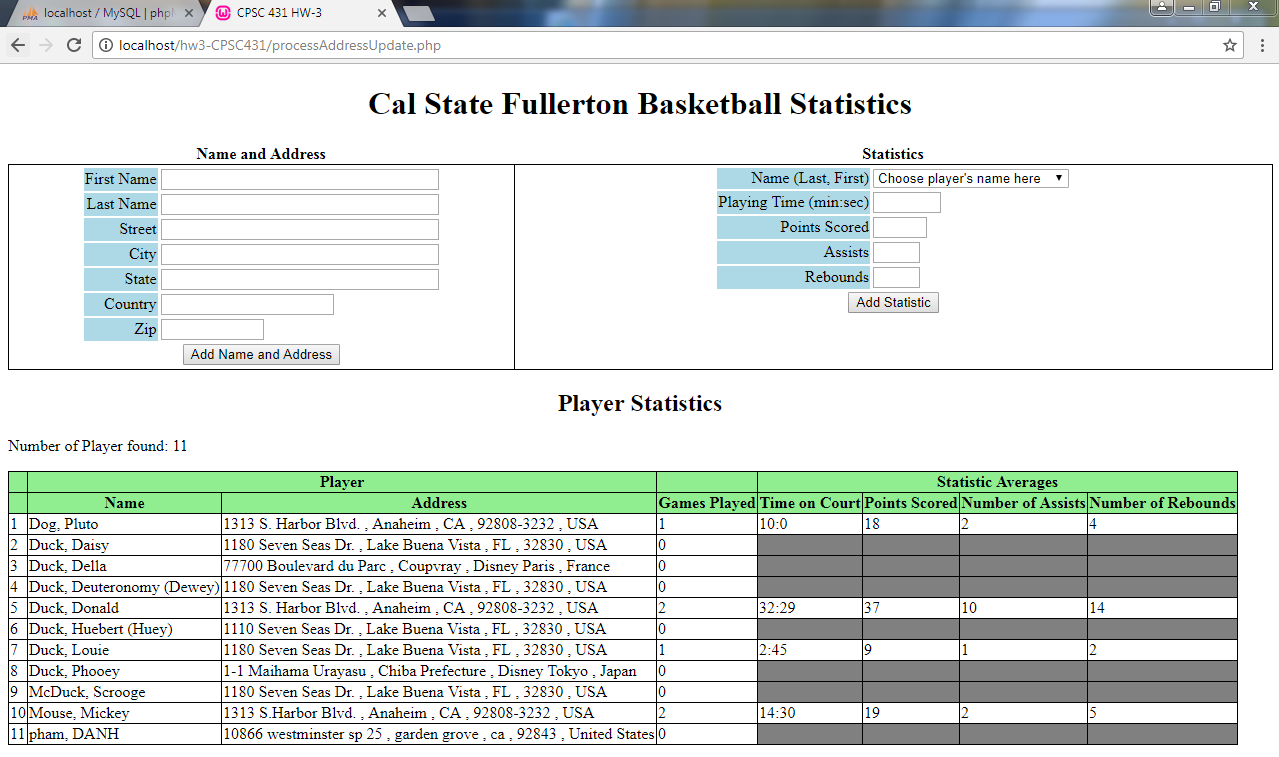 localhost / MySQL | phpM
CPSC 431 HW-3
localhost/hw3-CPSC431/processAddressUpdate.php
Cal State Fullerton Basketball Statistics
Name and Address
Statistics
First Name
Last Name
Street
City
State
Country
Zip
Add Name and Address
Name (Last, First) Choose player's name here
Playing Time (min:sec)
Points Scored
Assists
Rebounds
Add Statistic
Player Statistics
Number of Player found: 11
Player Statistic Averages
Name Address Games Played Time on Court Points Scored Number of Assists Number of Rebounds
1 Dog, Pluto 1313 S. Harbor Blvd. , Anaheim , CA , 92808-3232 , USA 1 10:0 18 2 4
2 Duck, Daisy 1180 Seven Seas Dr. , Lake Buena Vista , FL , 32830 , USA 0
3 Duck, Della 77700 Boulevard du Parc , Coupvray , Disney Paris , France 0
4 Duck, Deuteronomy (Dewey) 1180 Seven Seas Dr. , Lake Buena Vista , FL , 32830 , USA 0
5 Duck, Donald 1313 S. Harbor Blvd. , Anaheim , CA , 92808-3232 , USA 2 32:29 37 10 14
6 Duck, Huebert (Huey) 1110 Seven Seas Dr. , Lake Buena Vista , FL , 32830 , USA 0
7 Duck, Louie 1180 Seven Seas Dr. , Lake Buena Vista , FL , 32830 , USA 1 2:45 9 1 2
8 Duck, Phooey 1-1 Maihama Urayasu , Chiba Prefecture , Disney Tokyo , Japan 0
9 McDuck, Scrooge 1180 Seven Seas Dr. , Lake Buena Vista , FL , 32830 , USA 0
10 Mouse, Mickey 1313 S.Harbor Blvd. , Anaheim , CA , 92808-3232 , USA 2 14:30 19 2 5
11 pham, DANH 10866 westminster sp 25 , garden grove , ca , 92843 , United States 0